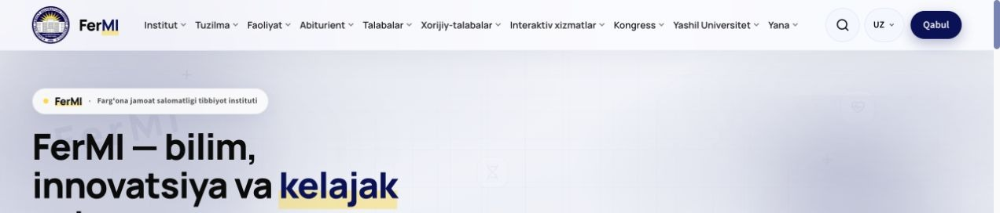 FerMI Institut Tuzilma Faoliyat Abiturient Talabalar Xorijiy-talabalar Interaktiv xizmatlar Kongress Yashil Universitet Yana UZ Qabul
FerMI · Farg'ona jamoat salomatligi tibbiyot instituti
FerMI
FerMI — bilim,
innovatsiya va kelajak